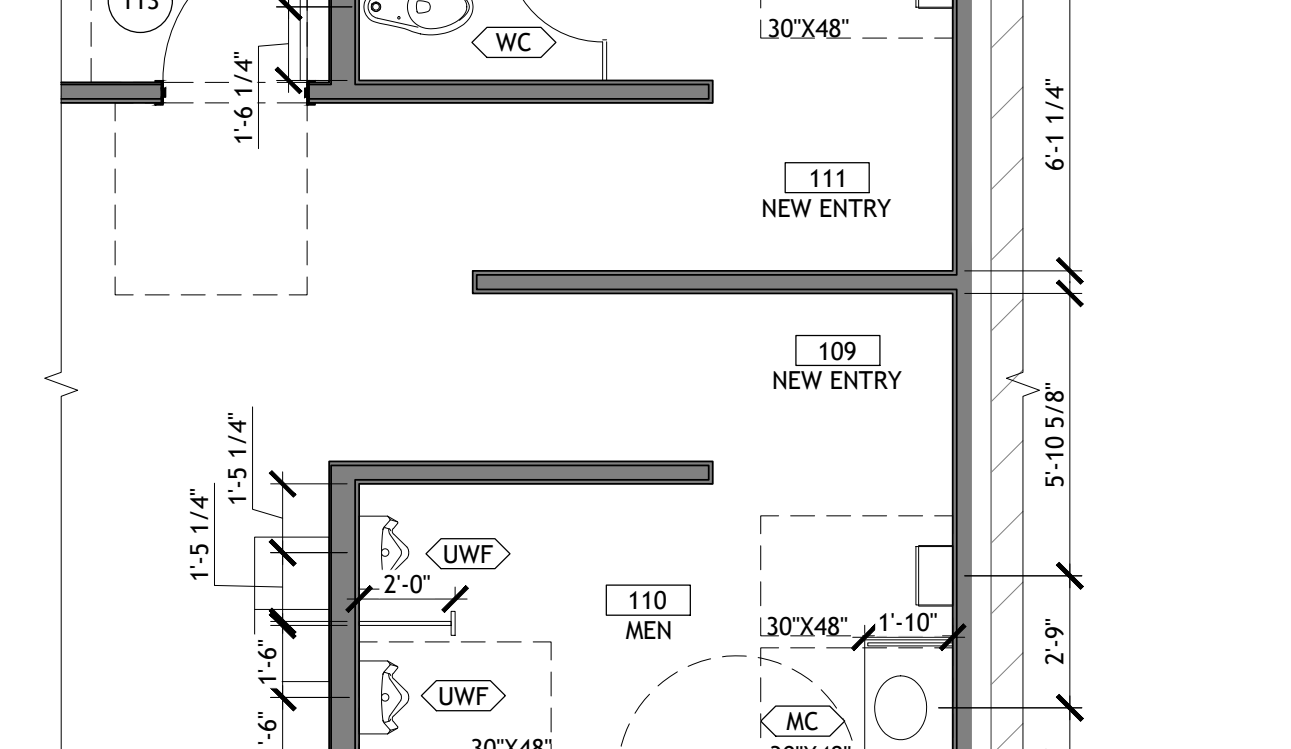 113
WC
30"X48"
1'-6 1/4"
6'-1 1/4"
111
NEW ENTRY
109
NEW ENTRY
1'-5 1/4"
5'-10 5/8"
1'-5 1/4"
UWF
2'-0"
110
MEN
30"X48"
1'-10"
2'-9"
1'-6"
UWF
MC
30"X48"